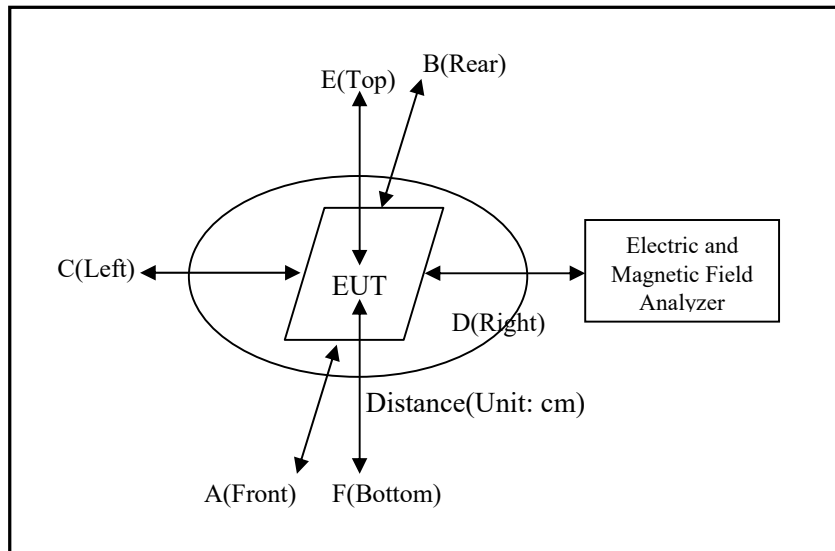 B(Rear)
E(Top)
C(Left)
EUT
Electric and
Magnetic Field
Analyzer
D(Right)
Distance(Unit: cm)
A(Front)
F(Bottom)